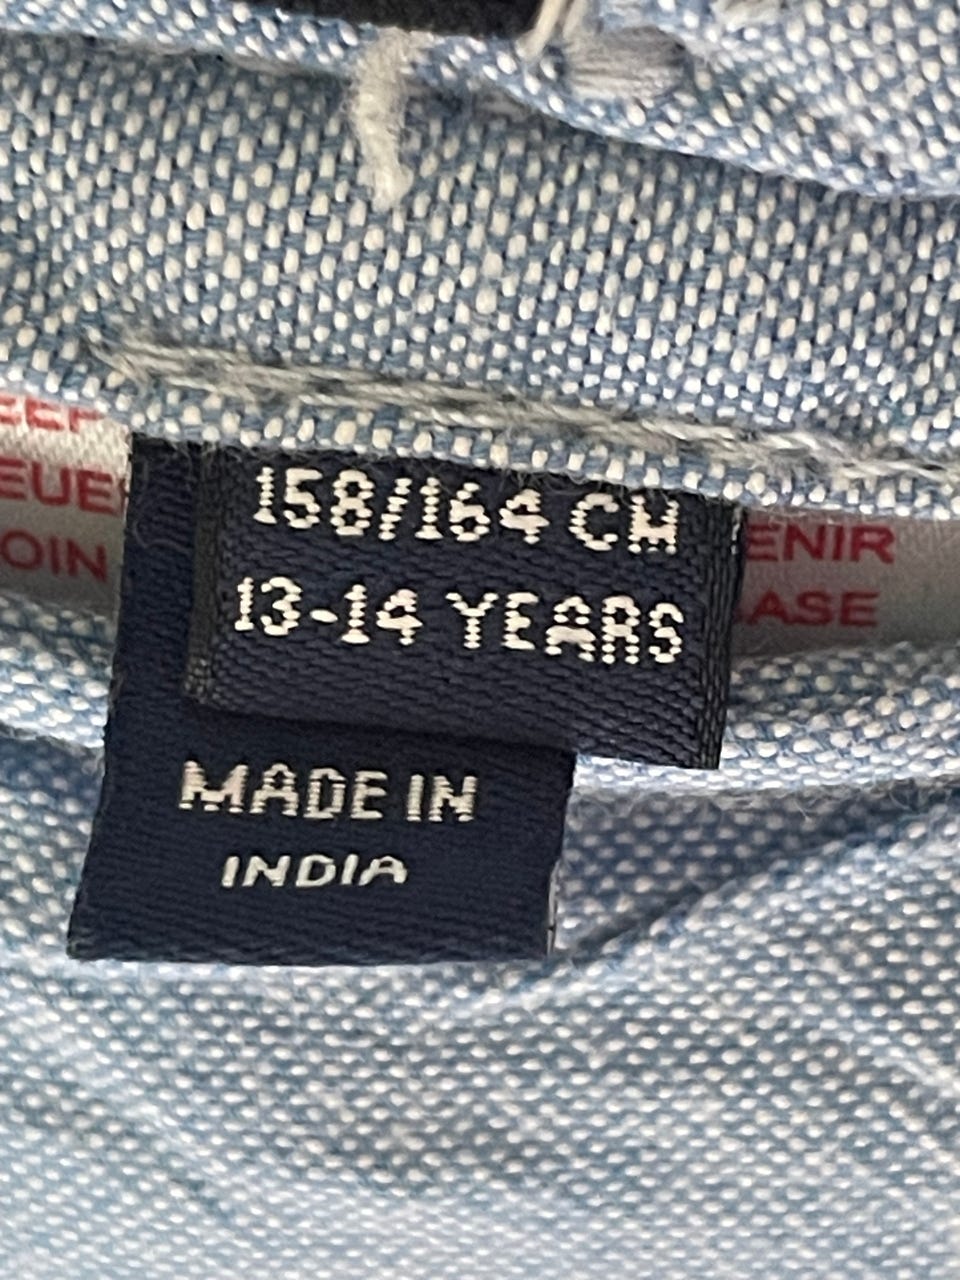 158/164 CM
13-14 YEARS
MADE IN
INDIA